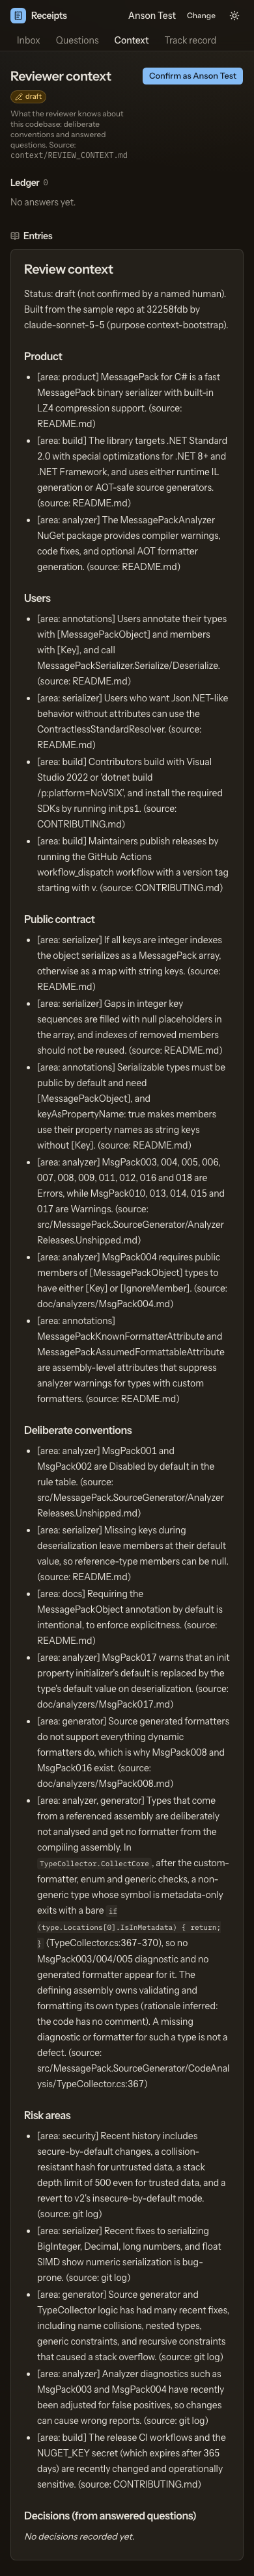 Receipts
Anson Test
Change
Inbox
Questions
Context
Track record
Reviewer context
Confirm as Anson Test
draft
What the reviewer knows about
this codebase: deliberate
conventions and answered
questions. Source:
context/REVIEW_CONTEXT.md
Ledger 0
No answers yet.
Entries
Review context
Status: draft (not confirmed by a named human).
Built from the sample repo at 32258fdb by
claude-sonnet-5-5 (purpose context-bootstrap).
Product
• [area: product] MessagePack for C# is a fast
MessagePack binary serializer with built-in
LZ4 compression support. (source:
README.md)
• [area: build] The library targets .NET Standard
2.0 with special optimizations for .NET 8+ and
.NET Framework, and uses either runtime IL
generation or AOT-safe source generators.
(source: README.md)
• [area: analyzer] The MessagePackAnalyzer
NuGet package provides compiler warnings,
code fixes, and optional AOT formatter
generation. (source: README.md)
Users
• [area: annotations] Users annotate their types
with [MessagePackObject] and members
with [Key], and call
MessagePackSerializer.Serialize/Deserialize.
(source: README.md)
• [area: serializer] Users who want Json.NET-like
behavior without attributes can use the
ContractlessStandardResolver. (source:
README.md)
• [area: build] Contributors build with Visual
Studio 2022 or 'dotnet build
/p:platform=NoVSIX', and install the required
SDKs by running init.ps1. (source:
CONTRIBUTING.md)
• [area: build] Maintainers publish releases by
running the GitHub Actions
workflow_dispatch workflow with a version tag
starting with v. (source: CONTRIBUTING.md)
Public contract
• [area: serializer] If all keys are integer indexes
the object serializes as a MessagePack array,
otherwise as a map with string keys. (source:
README.md)
• [area: serializer] Gaps in integer key
sequences are filled with null placeholders in
the array, and indexes of removed members
should not be reused. (source: README.md)
• [area: annotations] Serializable types must be
public by default and need
[MessagePackObject], and
keyAsPropertyName: true makes members
use their property names as string keys
without [Key]. (source: README.md)
• [area: analyzer] MsgPack003, 004, 005, 006,
007, 008, 009, 011, 012, 016 and 018 are
Errors, while MsgPack010, 013, 014, 015 and
017 are Warnings. (source:
src/MessagePack.SourceGenerator/Analyzer
Releases.Unshipped.md)
• [area: analyzer] MsgPack004 requires public
members of [MessagePackObject] types to
have either [Key] or [IgnoreMember]. (source:
doc/analyzers/MsgPack004.md)
• [area: annotations]
MessagePackKnownFormatterAttribute and
MessagePackAssumedFormattableAttribute
are assembly-level attributes that suppress
analyzer warnings for types with custom
formatters. (source: README.md)
Deliberate conventions
• [area: analyzer] MsgPack001 and
MsgPack002 are Disabled by default in the
rule table. (source:
src/MessagePack.SourceGenerator/Analyzer
Releases.Unshipped.md)
• [area: serializer] Missing keys during
deserialization leave members at their default
value, so reference-type members can be null.
(source: README.md)
• [area: docs] Requiring the
MessagePackObject annotation by default is
intentional, to enforce explicitness. (source:
README.md)
• [area: analyzer] MsgPack017 warns that an init
property initializer's default is replaced by the
type's default value on deserialization. (source:
doc/analyzers/MsgPack017.md)
• [area: generator] Source generated formatters
do not support everything dynamic
formatters do, which is why MsgPack008 and
MsgPack016 exist. (source:
doc/analyzers/MsgPack008.md)
• [area: analyzer, generator] Types that come
from a referenced assembly are deliberately
not analysed and get no formatter from the
compiling assembly. In
TypeCollector.CollectCore, after the custom-
formatter, enum and generic checks, a non-
generic type whose symbol is metadata-only
exits with a bare if
(type.Locations[0].IsInMetadata) { return;
} (TypeCollector.cs:367-370), so no
MsgPack003/004/005 diagnostic and no
generated formatter appear for it. The
defining assembly owns validating and
formatting its own types (rationale inferred:
the code has no comment). A missing
diagnostic or formatter for such a type is not a
defect. (source:
src/MessagePack.SourceGenerator/CodeAnal
ysis/TypeCollector.cs:367)
Risk areas
• [area: security] Recent history includes
secure-by-default changes, a collision-
resistant hash for untrusted data, a stack
depth limit of 500 even for trusted data, and a
revert to v2's insecure-by-default mode.
(source: git log)
• [area: serializer] Recent fixes to serializing
BigInteger, Decimal, long numbers, and float
SIMD show numeric serialization is bug-
prone. (source: git log)
• [area: generator] Source generator and
TypeCollector logic has had many recent fixes,
including name collisions, nested types,
generic constraints, and recursive constraints
that caused a stack overflow. (source: git log)
• [area: analyzer] Analyzer diagnostics such as
MsgPack003 and MsgPack004 have recently
been adjusted for false positives, so changes
can cause wrong reports. (source: git log)
• [area: build] The release CI workflows and the
NUGET_KEY secret (which expires after 365
days) are recently changed and operationally
sensitive. (source: CONTRIBUTING.md)
Decisions (from answered questions)
No decisions recorded yet.